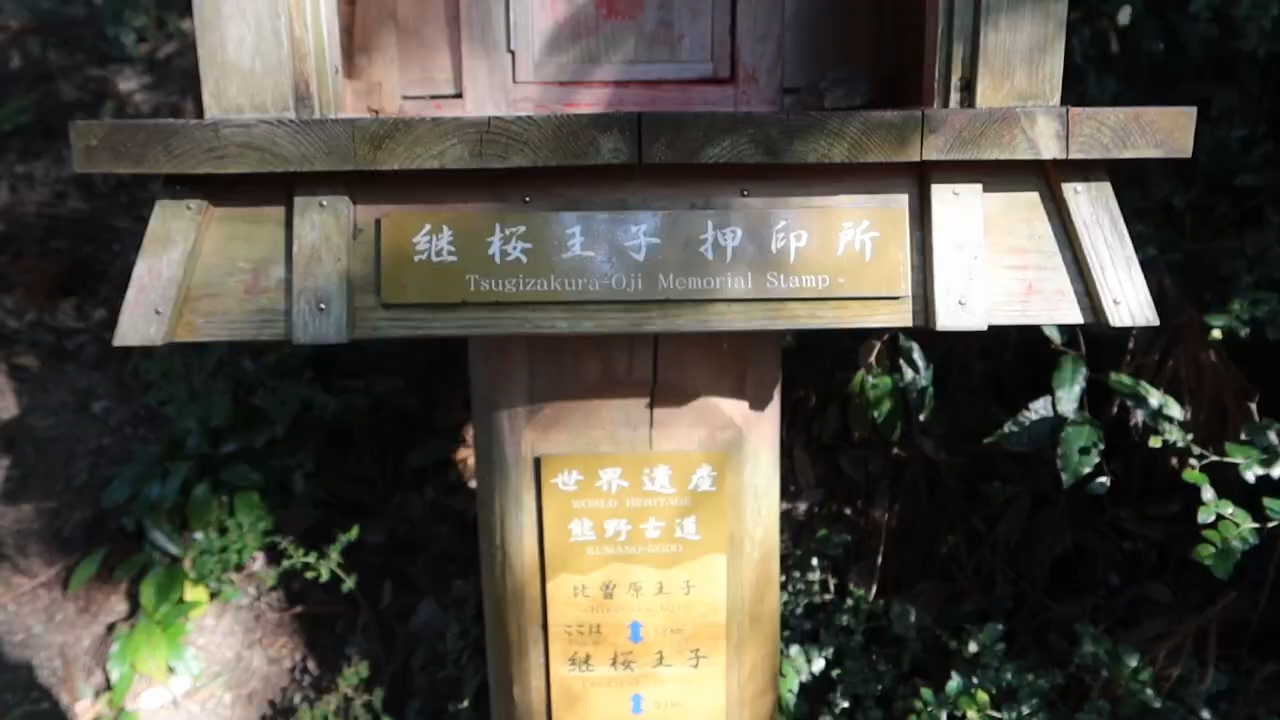 継桜王子押印所
Tsugizakura-Oji Memorial Stamp
世界遺産
WORLD HERITAGE
熊野古道
KUMANO-KODO
比曽原王子
ここは
継桜王子